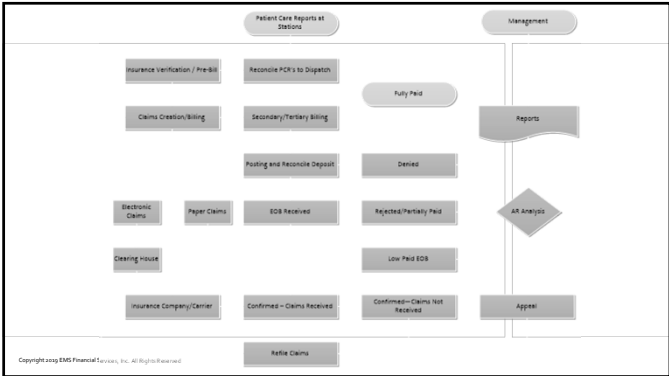 Patient Care Reports at
Stations
Management
Insurance Verification / Pre-Bill
Reconcile PCR's to Dispatch
Fully Paid
Claims Creation/Billing
Secondary/Tertiary Billing
Reports
Posting and Reconcile Deposit
Denied
Electronic
Claims
Paper Claims
EOB Received
Rejected/Partially Paid
AR Analysis
Clearing House
Low Paid EOB
Insurance Company/Carrier
Confirmed – Claims Received
Confirmed—Claims Not
Received
Appeal
Refile Claims
Copyright 2019 EMS Financial Services, Inc. All Rights Reserved